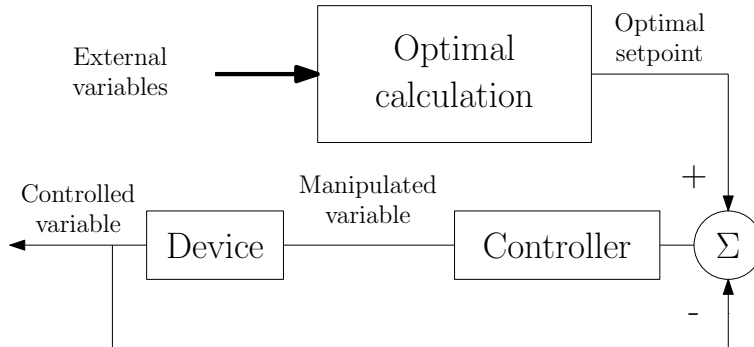 External
variables
Optimal
calculation
Optimal
setpoint
Controlled
variable
Device
Manipulated
variable
Controller
+
Σ
-